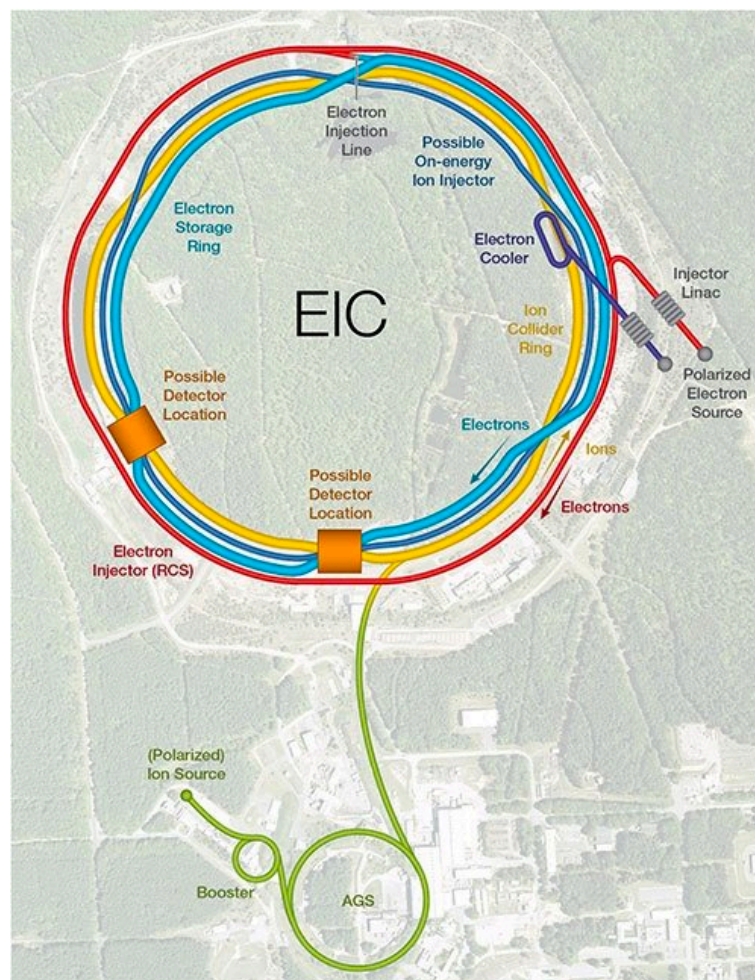 Electron
Injection
Line
Possible
On-energy
Ion Injector
Electron
Storage
Ring
Electron
Cooler
Injector
Linac
EIC
Ion
Collider
Ring
Polarized
Electron
Source
Possible
Detector
Location
Electrons
Ions
Possible
Detector
Location
Electrons
Electron
Injector (RCS)
(Polarized)
Ion Source
Booster
AGS